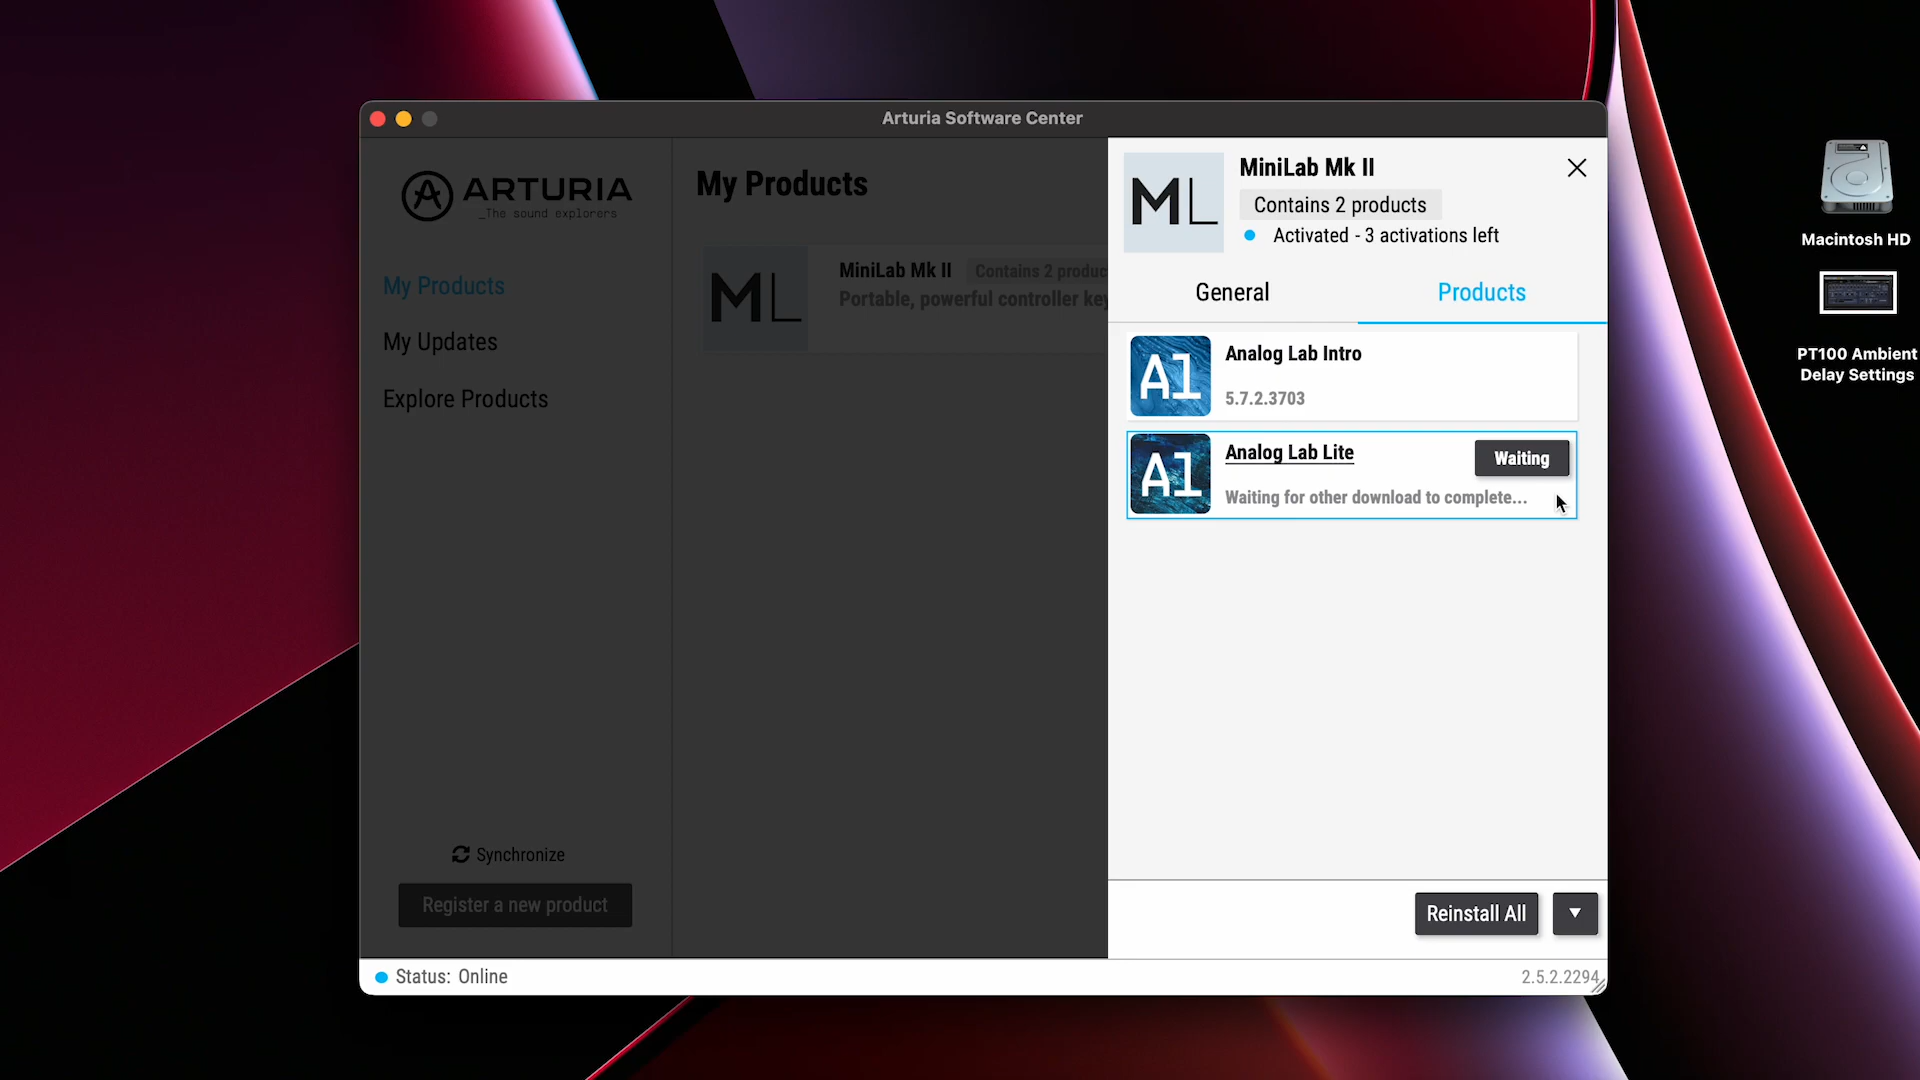 Arturia Software Center
ARTURIA
_The sound explorers
My Products
My Updates
Explore Products
Synchronize
Register a new product
My Products
ML
MiniLab Mk II Contains 2 produc
Portable, powerful controller key
ML
MiniLab Mk II
Contains 2 products
Activated - 3 activations left
General
Products
A1
Analog Lab Intro
5.7.2.3703
A1
Analog Lab Lite
Waiting
Waiting for other download to complete...
Reinstall All
Status: Online
2.5.2.2294
Macintosh HD
PT100 Ambient
Delay Settings